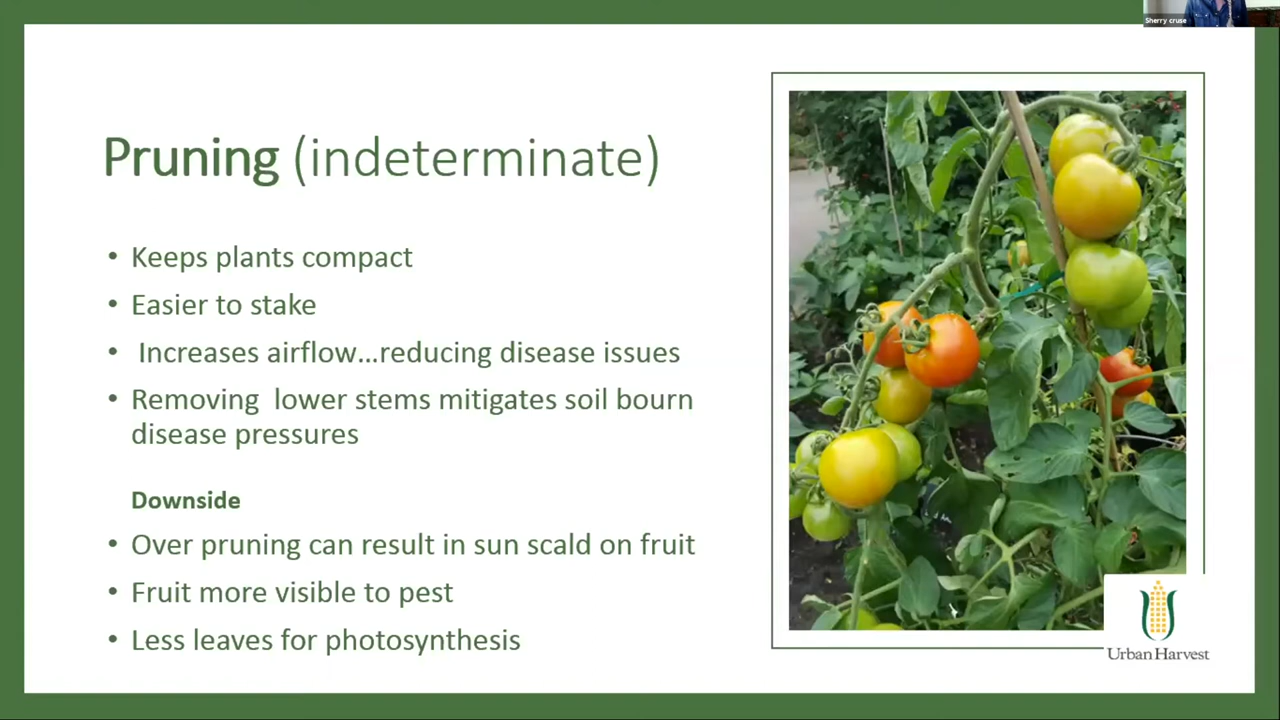 Sherry cruse
Pruning (indeterminate)
• Keeps plants compact
• Easier to stake
• Increases airflow...reducing disease issues
• Removing lower stems mitigates soil bourn
disease pressures
Downside
• Over pruning can result in sun scald on fruit
• Fruit more visible to pest
• Less leaves for photosynthesis
Urban Harvest